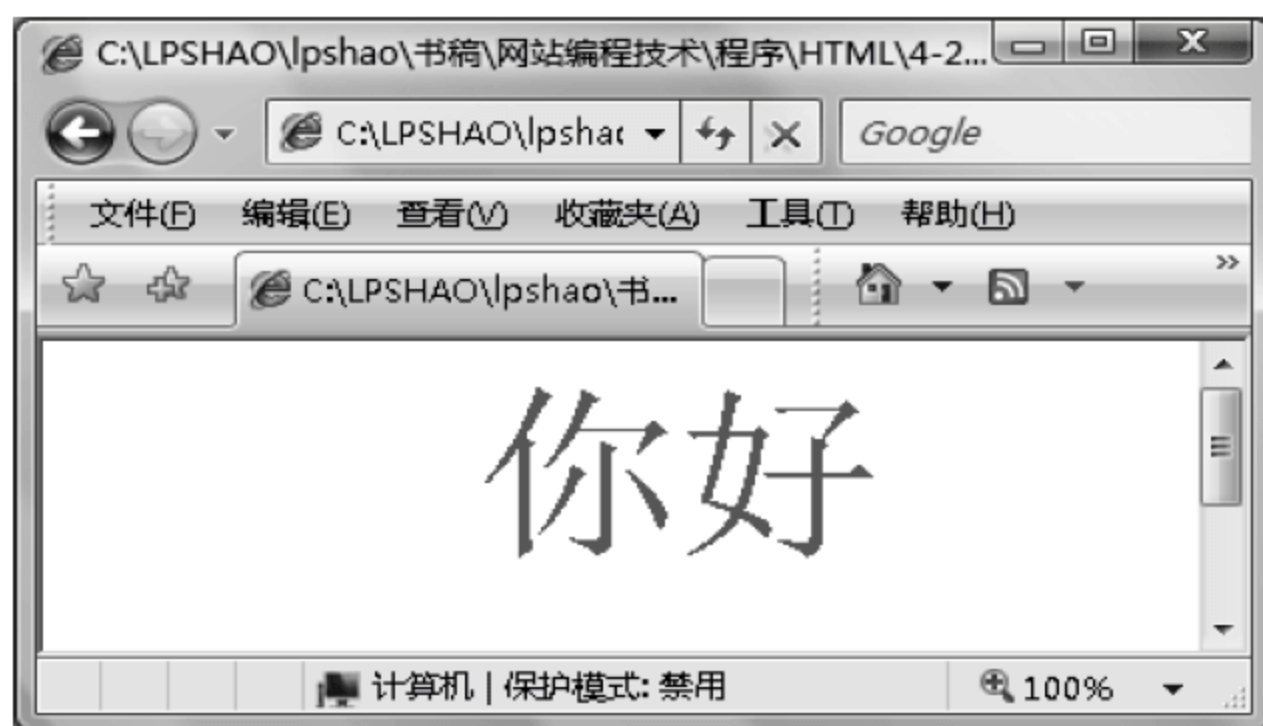 C:\LPSHAO\lpshao\书稿\网站编程技术\程序\HTML\4-2...
C:\LPSHAO\lpshac
Google
文件(F) 编辑(E) 查看(V) 收藏夹(A) 工具(T) 帮助(H)
C:\LPSHAO\lpshao\书...
你好
计算机 | 保护模式: 禁用 100%